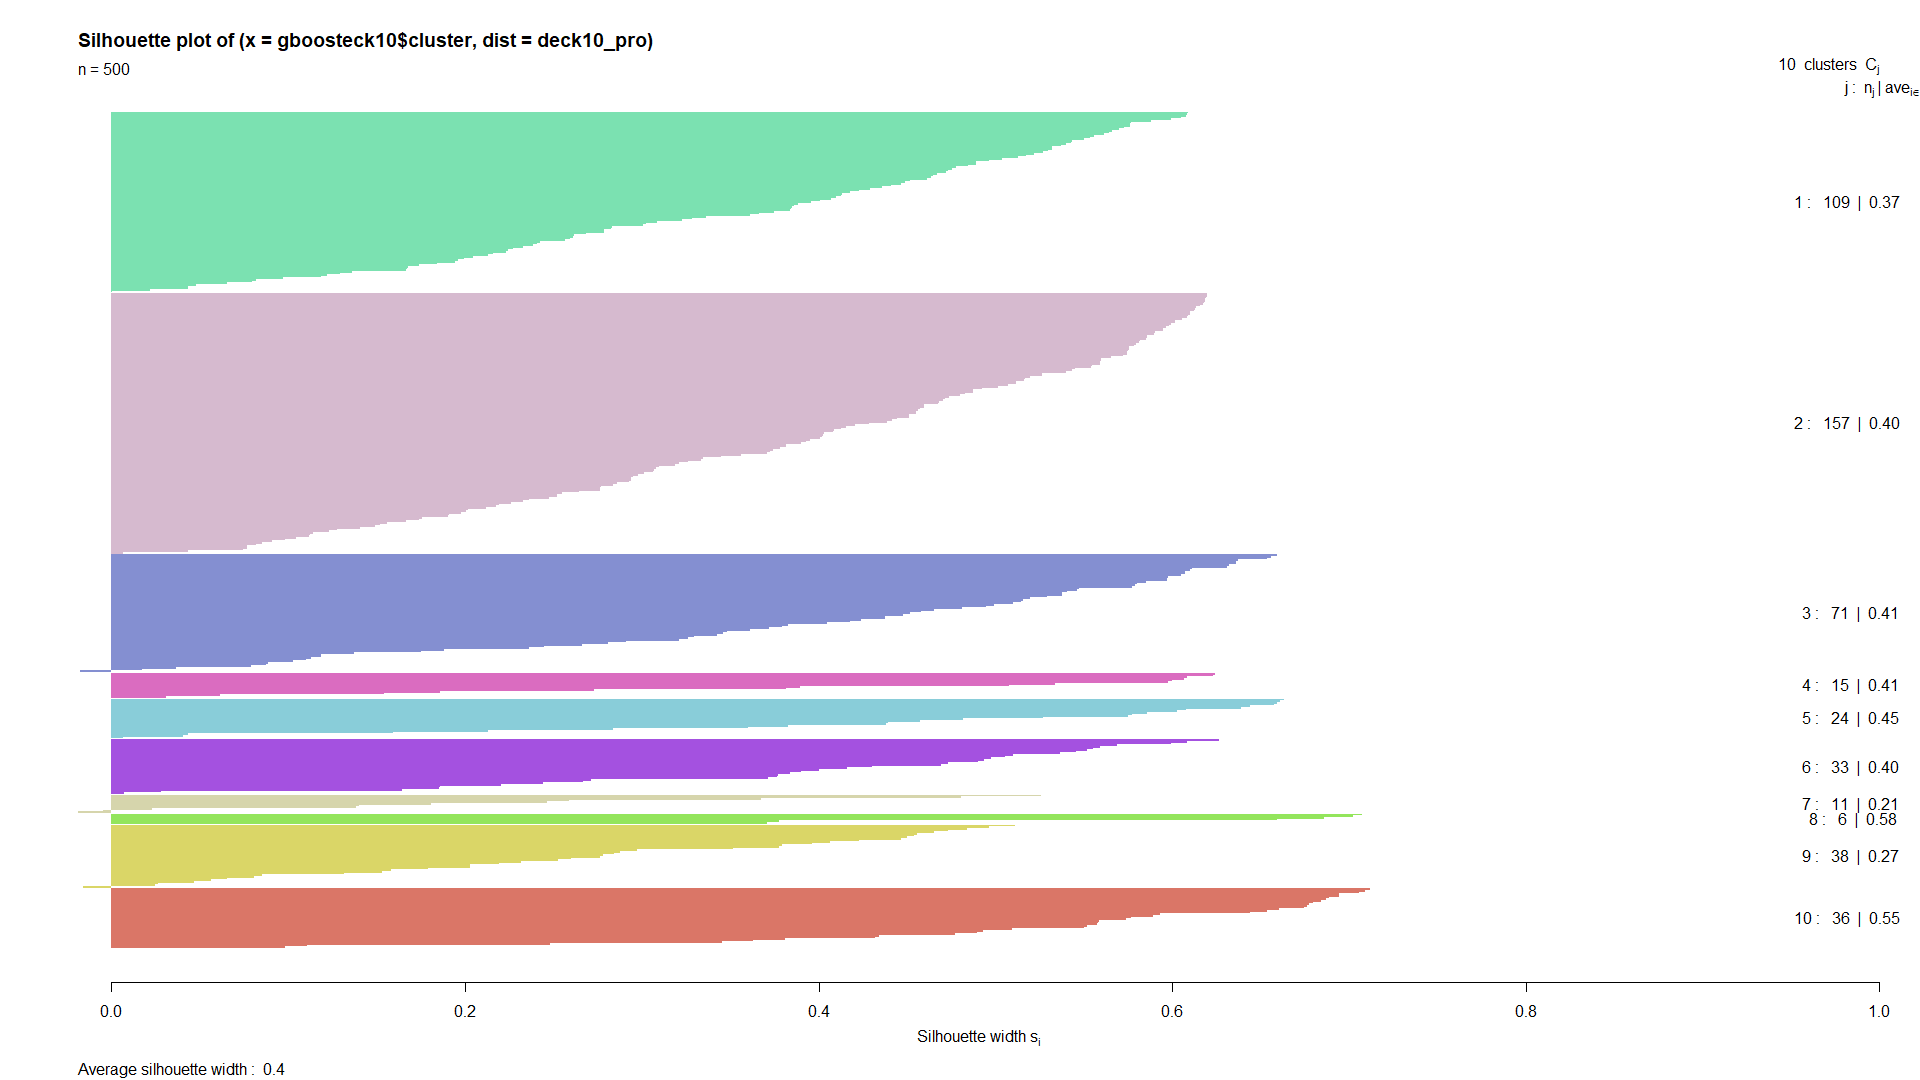 Silhouette plot of (x = gboosteck10$cluster, dist = deck10_pro)
n = 500
10 clusters Cj
j : nj | avei∈
1 : 109 | 0.37
2 : 157 | 0.40
3 : 71 | 0.41
4 : 15 | 0.41
5 : 24 | 0.45
6 : 33 | 0.40
7 : 11 | 0.21
8 : 6 | 0.58
9 : 38 | 0.27
10 : 36 | 0.55
0.0 0.2 0.4 0.6 0.8 1.0
Silhouette width si
Average silhouette width : 0.4